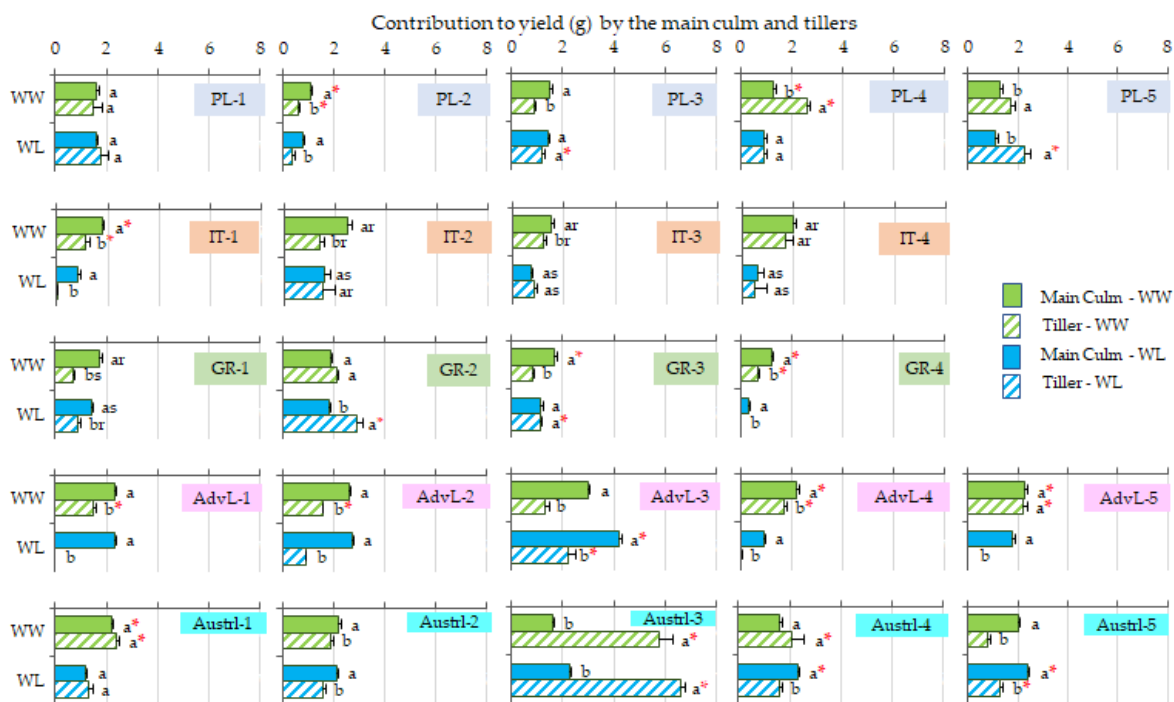 Contribution to yield (g) by the main culm and tillers
0 2 4 6 8 0 2 4 6 8 0 2 4 6 8 0 2 4 6 8 0 2 4 6 8
WW a a PL-1 a* b* PL-2 a b PL-3 b* a* PL-4 b a PL-5
WL a a a b a a* a a b a*
WW a* b* IT-1 ar br IT-2 ar br IT-3 ar ar IT-4
WL a b as ar as as as as
Main Culm - WW
Tiller - WW
Main Culm - WL
Tiller - WL
WW ar bs GR-1 a a GR-2 a* b GR-3 a* b* GR-4
WL as br b a* a a* a b
WW a b* AdvL-1 a b* AdvL-2 a b AdvL-3 a* b* AdvL-4 a* a* AdvL-5
WL a b a b a* b* a b a b
WW a* a* Austrl-1 a b Austrl-2 b a* Austrl-3 a a* Austrl-4 a b Austrl-5
WL a a a b b a* a* b a* b*